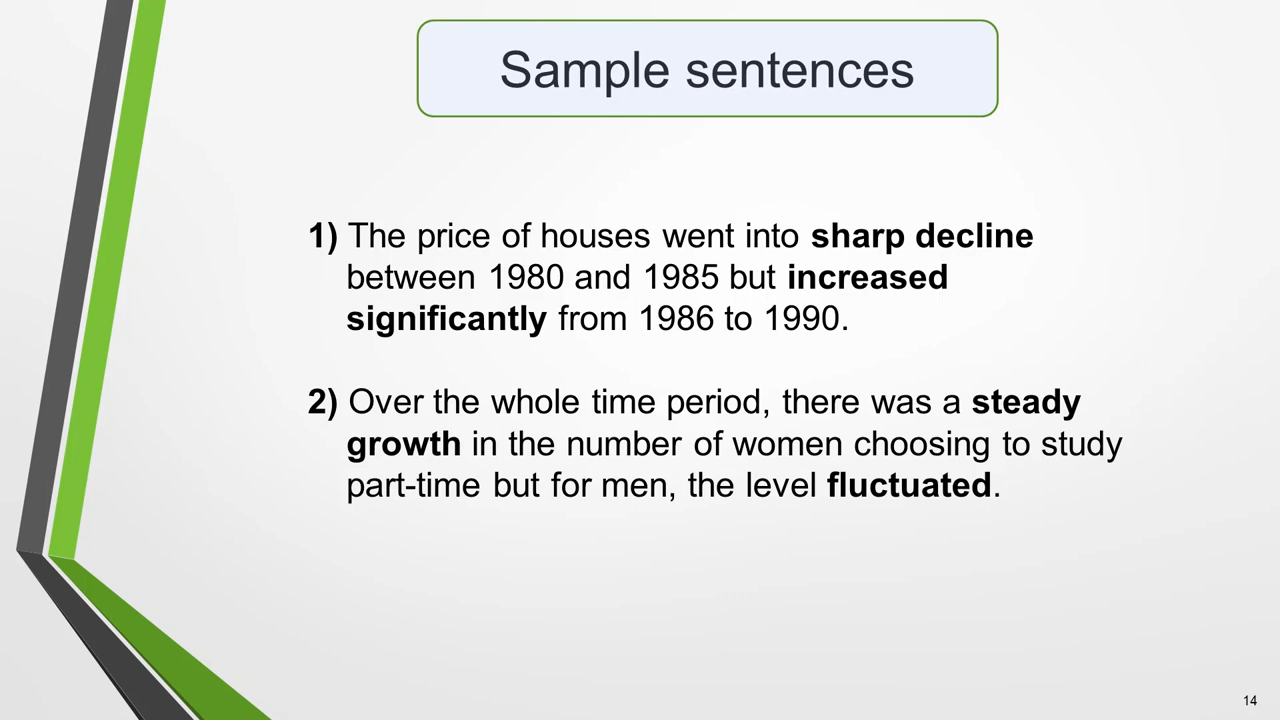 Sample sentences
1) The price of houses went into sharp decline
between 1980 and 1985 but increased
significantly from 1986 to 1990.
2) Over the whole time period, there was a steady
growth in the number of women choosing to study
part-time but for men, the level fluctuated.
14